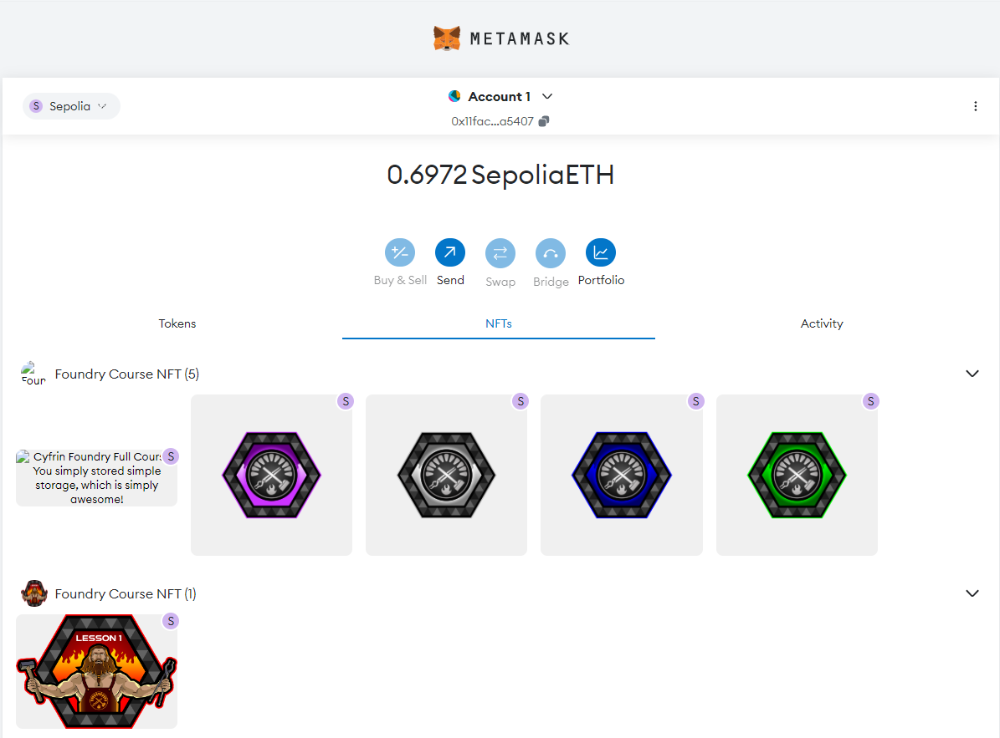 METAMASK
S Sepolia
Account 1
0x11fac...a5407
0.6972 SepoliaETH
Buy & Sell Send Swap Bridge Portfolio
Tokens NFTs Activity
Four
Foundry Course NFT (5)
S S S S
S
Cyfrin Foundry Full Cours
You simply stored simple
storage, which is simply
awesome!
Foundry Course NFT (1)
S
LESSON 1